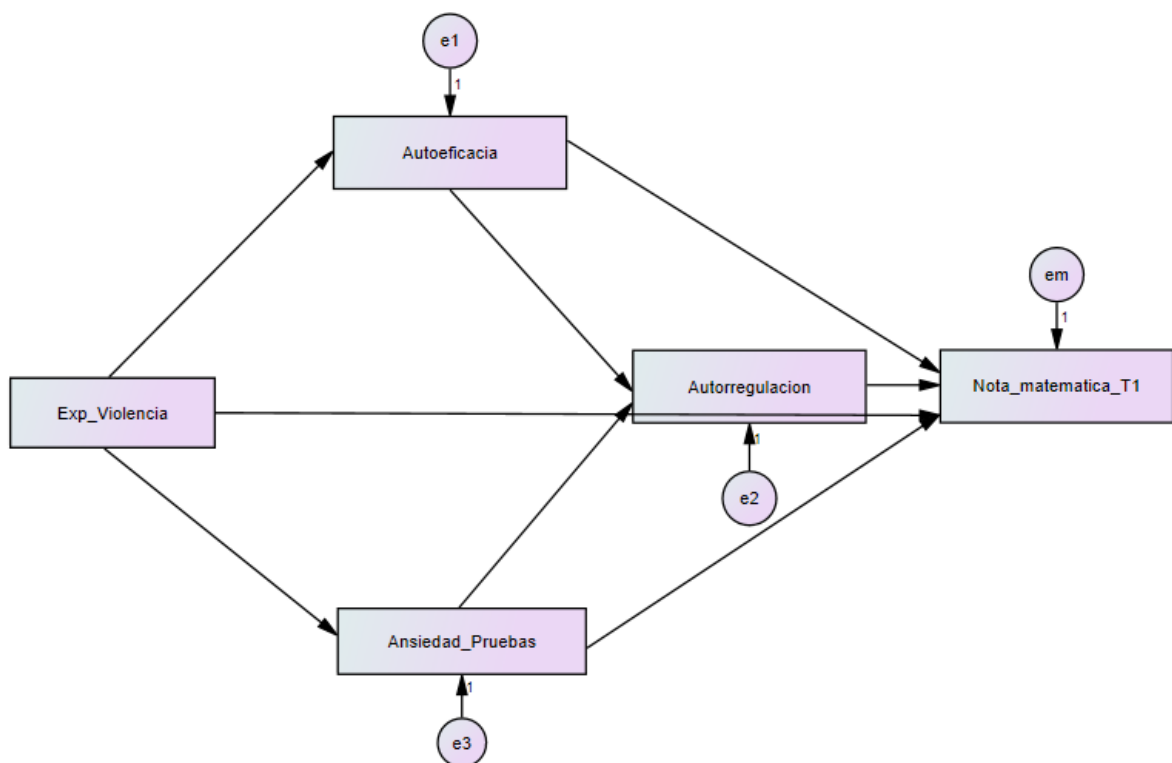 e1
1
Autoeficacia
em
1
Autorregulacion
Nota_matematica_T1
Exp_Violencia
1
e2
Ansiedad_Pruebas
1
e3